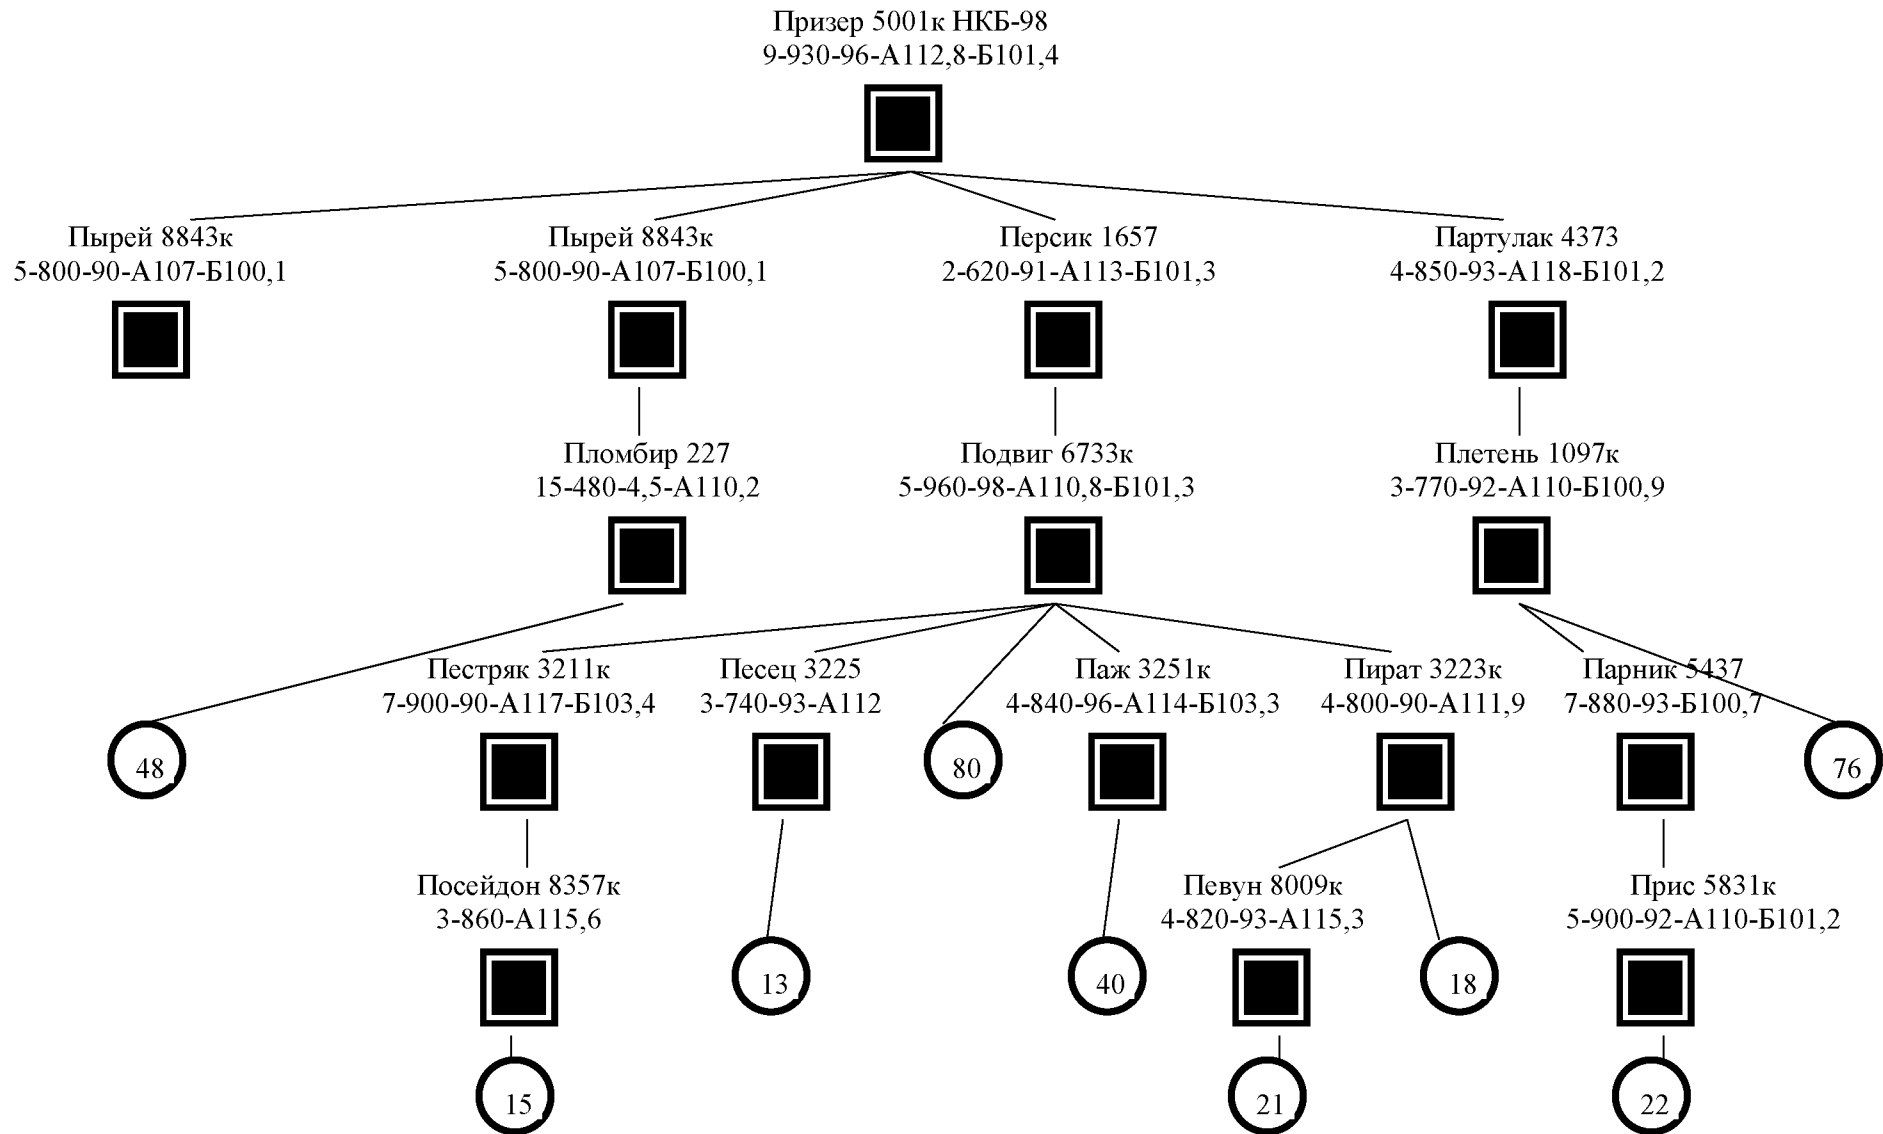 Призер 5001к НКБ-98
9-930-96-А112,8-Б101,4
Пырей 8843к
5-800-90-А107-Б100,1
Пырей 8843к
5-800-90-А107-Б100,1
Персик 1657
2-620-91-А113-Б101,3
Партулак 4373
4-850-93-А118-Б101,2
Пломбир 227
15-480-4,5-А110,2
Подвиг 6733к
5-960-98-А110,8-Б101,3
Плетень 1097к
3-770-92-А110-Б100,9
Пестряк 3211к
7-900-90-А117-Б103,4
Песец 3225
3-740-93-А112
Паж 3251к
4-840-96-А114-Б103,3
Пират 3223к
4-800-90-А111,9
Парник 5437
7-880-93-Б100,7
48
80
76
Посейдон 8357к
3-860-А115,6
Певун 8009к
4-820-93-А115,3
Прис 5831к
5-900-92-А110-Б101,2
13
40
18
15
21
22